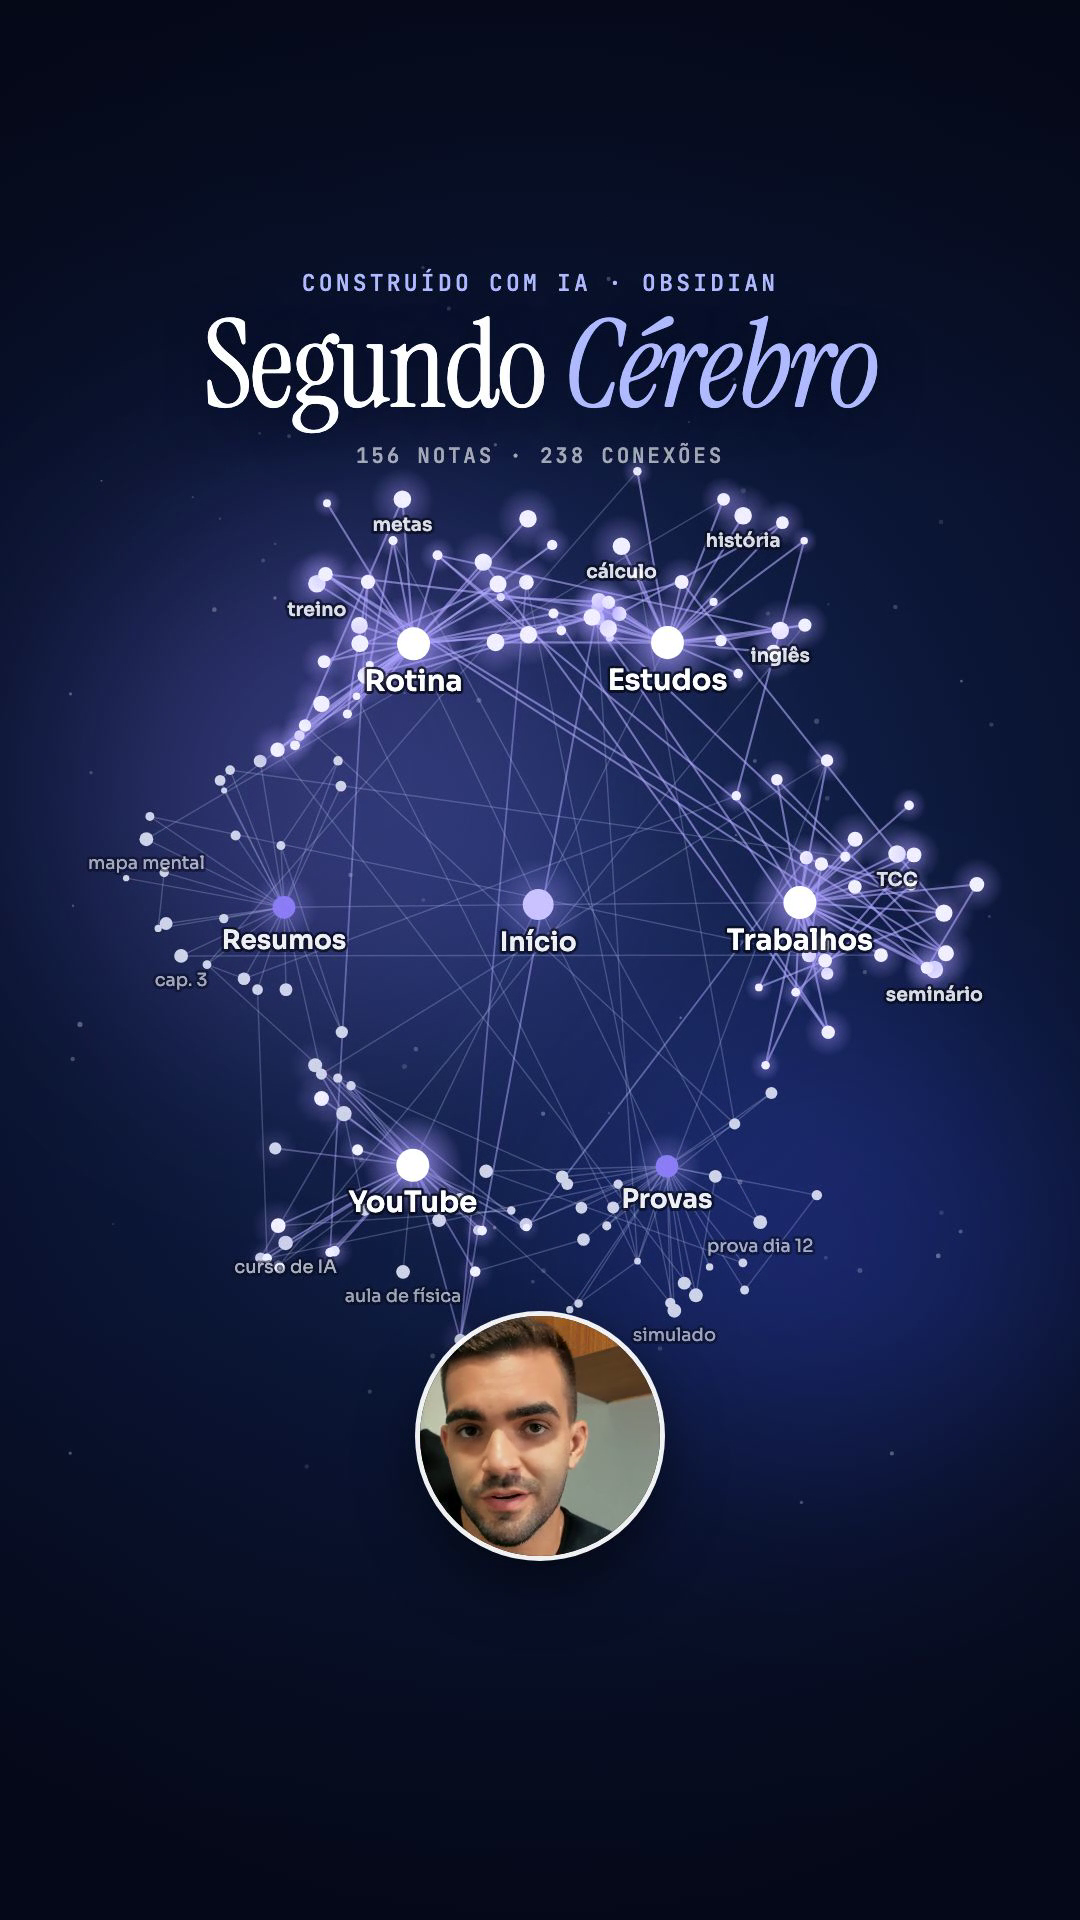 CONSTRUÍDO COM IA · OBSIDIAN
Segundo Cérebro
156 NOTAS · 238 CONEXÕES
metas
história
cálculo
treino
inglês
Rotina
Estudos
mapa mental
TCC
Resumos
Início
Trabalhos
cap. 3
seminário
YouTube
Provas
prova dia 12
curso de IA
aula de física
simulado